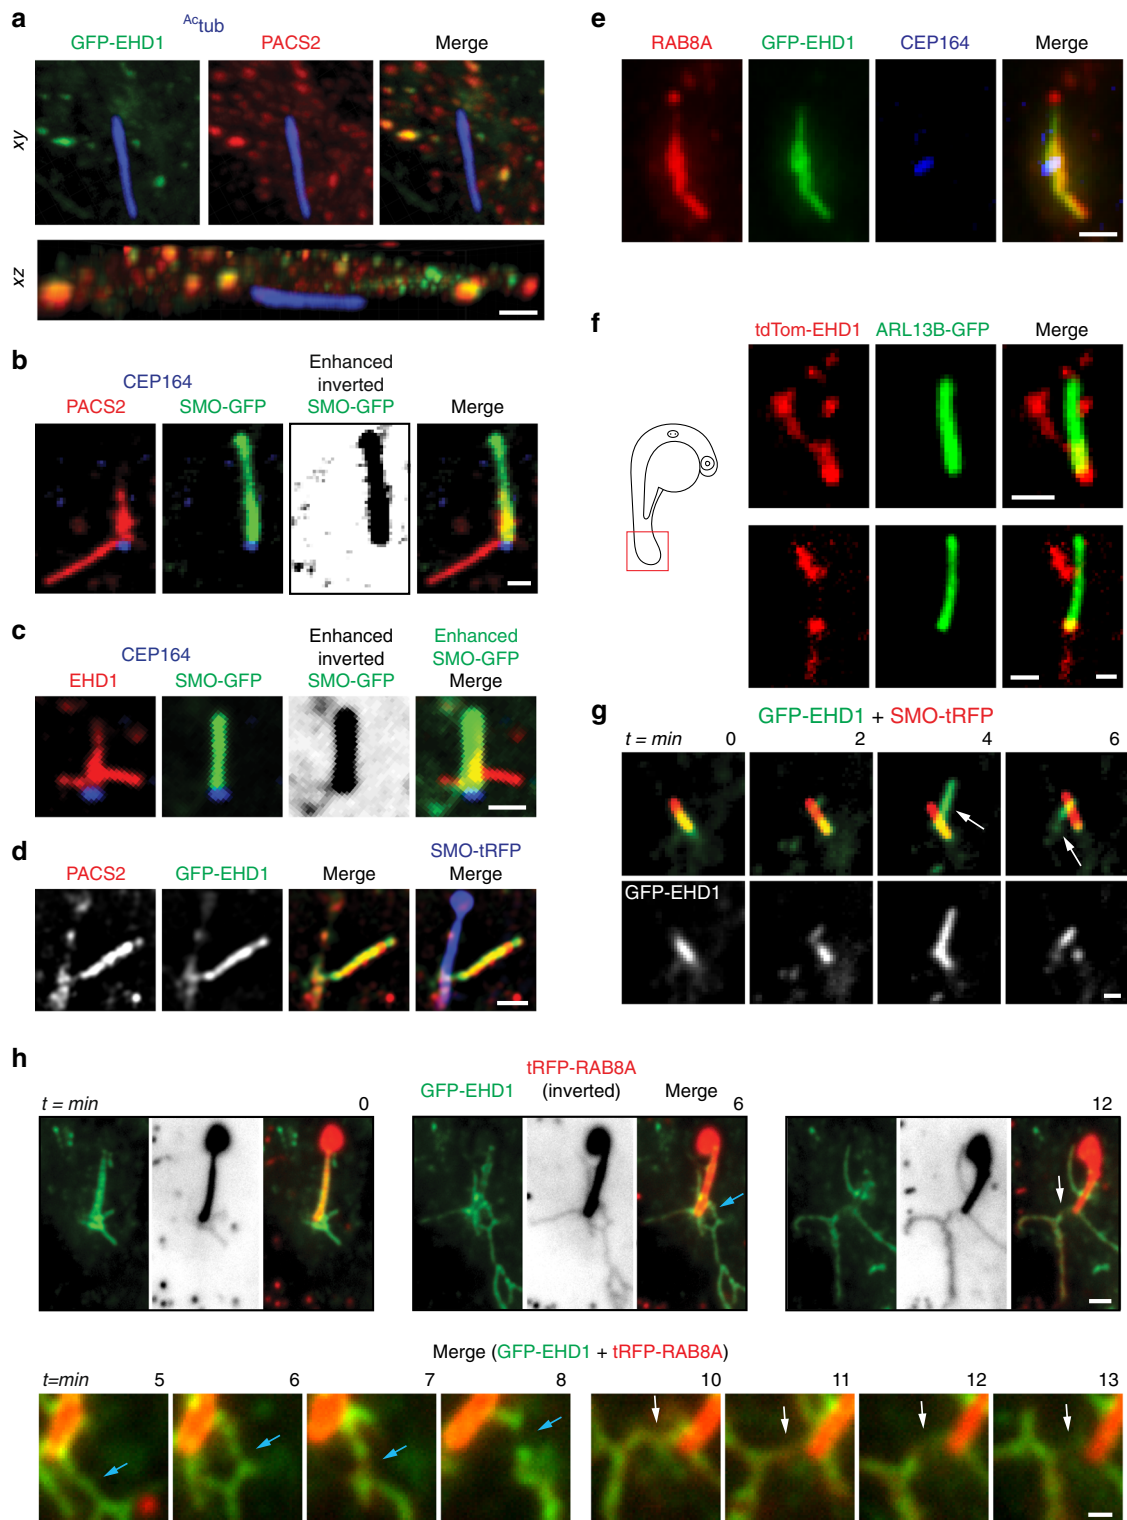 a
Ac tub
GFP-EHD1 PACS2 Merge
xy
xz
b
CEP164
PACS2 SMO-GFP Enhanced inverted SMO-GFP Merge
c
CEP164
EHD1 SMO-GFP Enhanced inverted SMO-GFP Enhanced SMO-GFP Merge
d
PACS2 GFP-EHD1 Merge SMO-tRFP Merge
e
RAB8A GFP-EHD1 CEP164 Merge
f
tdTom-EHD1 ARL13B-GFP Merge
g
GFP-EHD1 + SMO-tRFP
t = min 0 2 4 6
GFP-EHD1
h
t = min 0
GFP-EHD1 tRFP-RAB8A (inverted) Merge 6
12
Merge (GFP-EHD1 + tRFP-RAB8A)
t=min 5 6 7 8 10 11 12 13